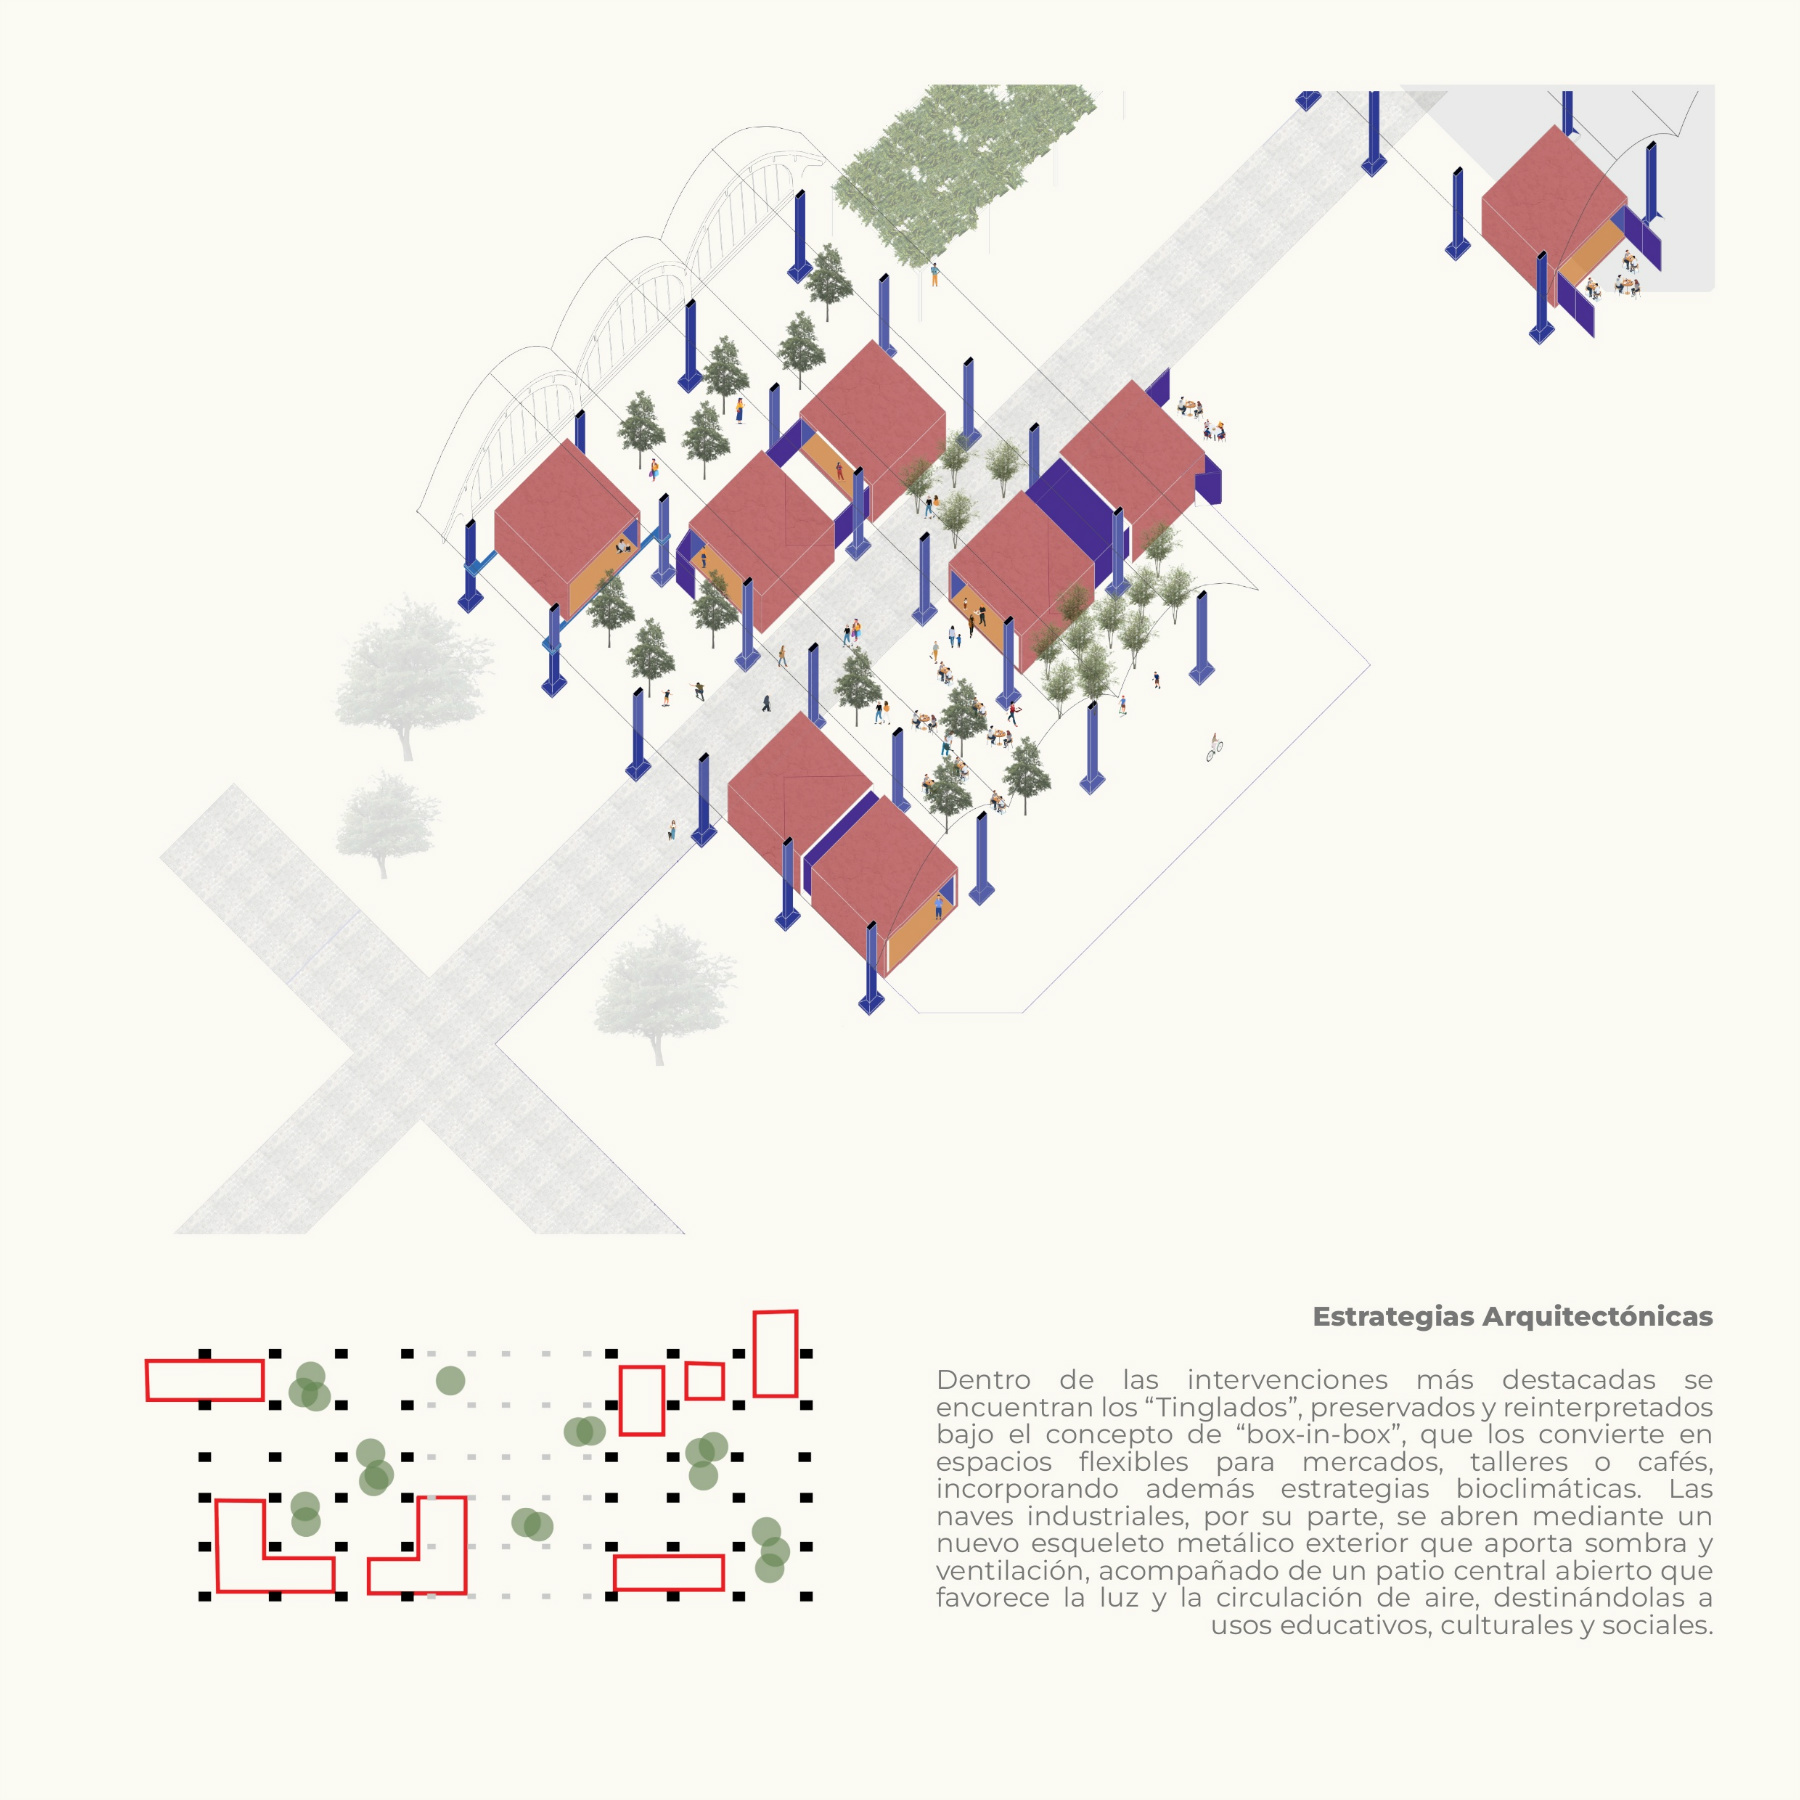 Estrategias Arquitectónicas
Dentro de las intervenciones más destacadas se
encuentran los “Tinglados”, preservados y reinterpretados
bajo el concepto de “box-in-box”, que los convierte en
espacios flexibles para mercados, talleres o cafés,
incorporando además estrategias bioclimáticas. Las
naves industriales, por su parte, se abren mediante un
nuevo esqueleto metálico exterior que aporta sombra y
ventilación, acompañado de un patio central abierto que
favorece la luz y la circulación de aire, destinándolas a
usos educativos, culturales y sociales.